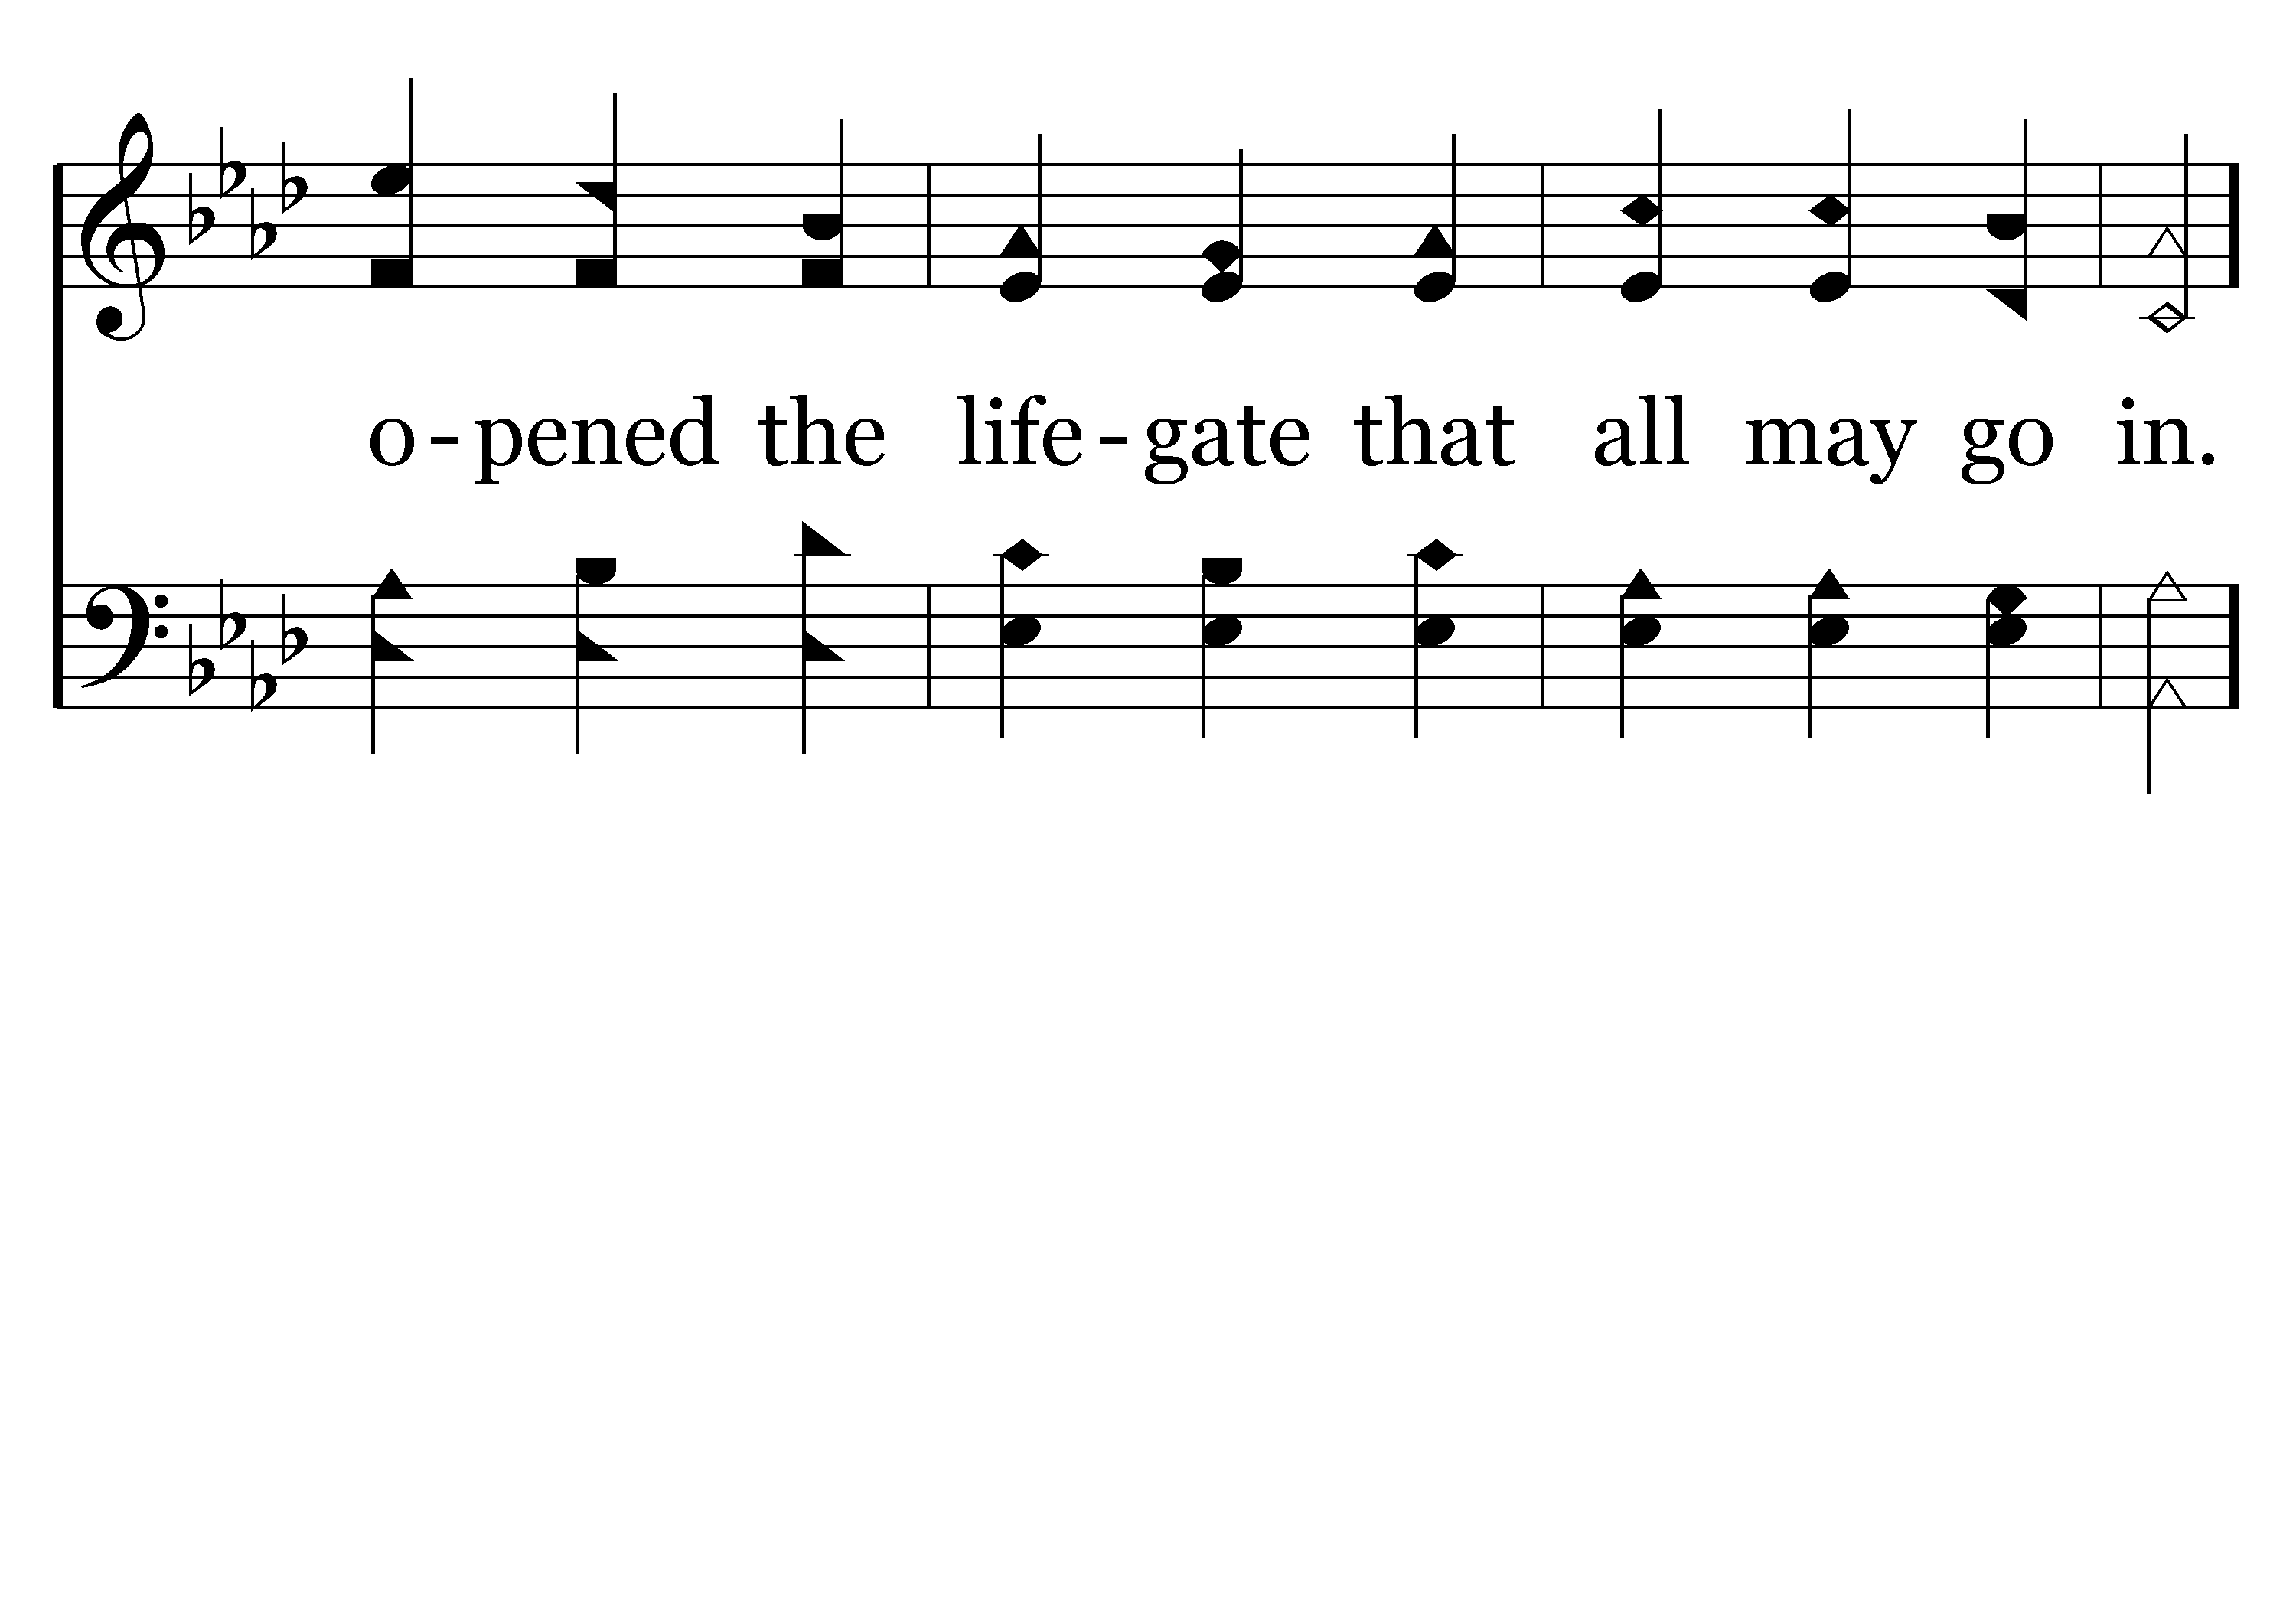 o-pened the life-gate that all may go in.